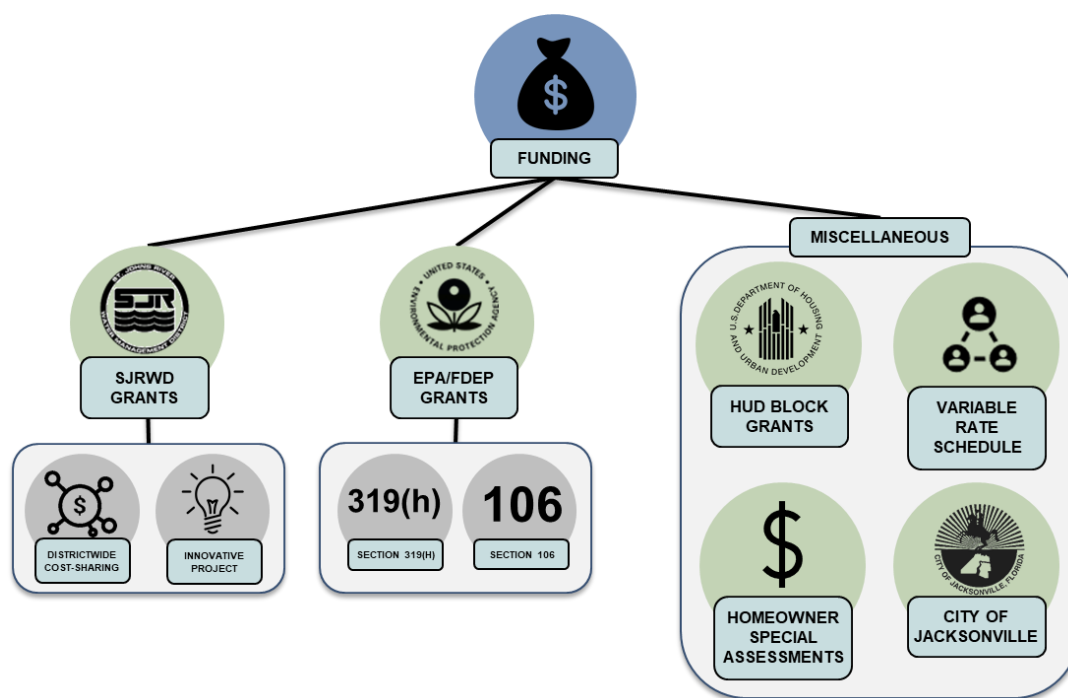 $
FUNDING
ST. JOHNS RIVER
SJR
WATER MANAGEMENT DISTRICT
SJRWD
GRANTS
UNITED STATES
ENVIRONMENTAL PROTECTION AGENCY
EPA/FDEP
GRANTS
$
DISTRICTWIDE
COST-SHARING
INNOVATIVE
PROJECT
319(h)
SECTION 319(H)
106
SECTION 106
MISCELLANEOUS
U.S.DEPARTMENT OF HOUSING
AND URBAN DEVELOPMENT
HUD BLOCK
GRANTS
VARIABLE
RATE
SCHEDULE
$
HOMEOWNER
SPECIAL
ASSESSMENTS
CITY OF JACKSONVILLE, FLORIDA
CITY OF
JACKSONVILLE